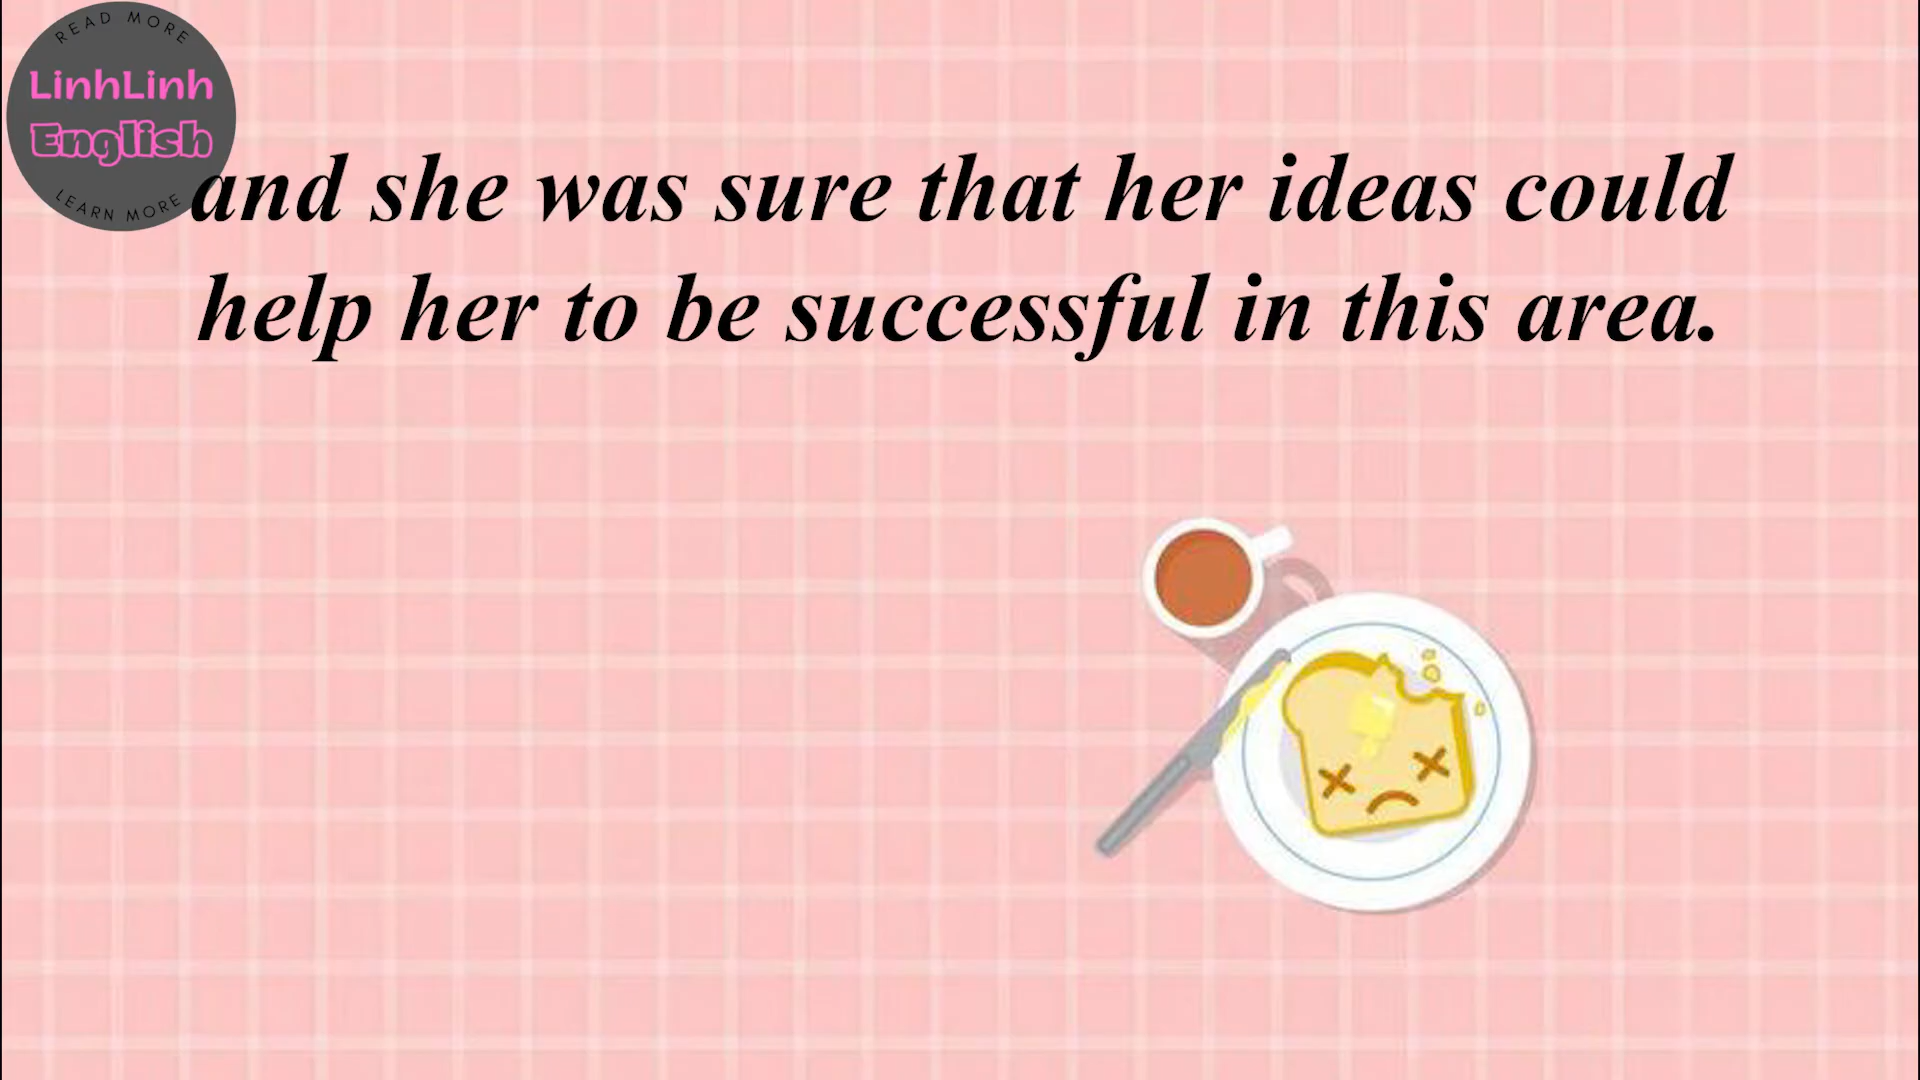 READ MORE
LinhLinh
English
LEARN MORE
and she was sure that her ideas could
help her to be successful in this area.